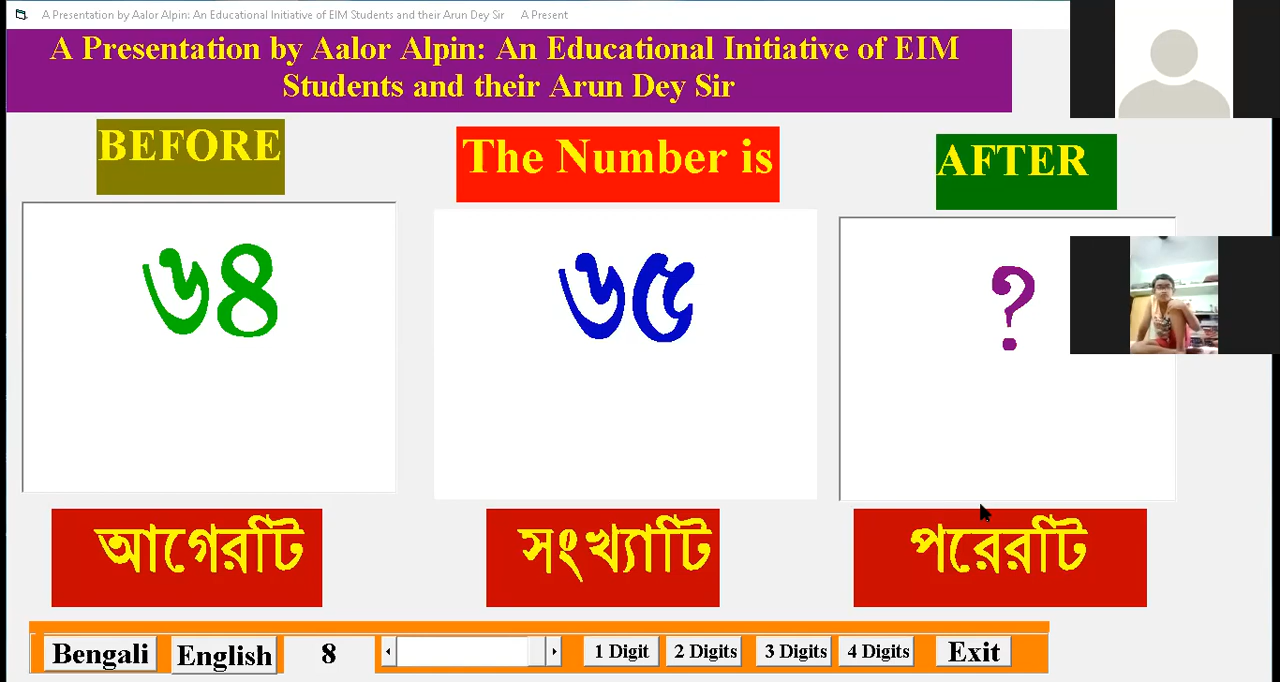 A Presentation by Aalor Alpin: An Educational Initiative of EIM Students and their Arun Dey Sir A Present
A Presentation by Aalor Alpin: An Educational Initiative of EIM
Students and their Arun Dey Sir
BEFORE
The Number is
AFTER
৬৪
৬৫
?
আগেরটি
সংখ্যাটি
পরেরটি
Bengali
English
8
1 Digit
2 Digits
3 Digits
4 Digits
Exit